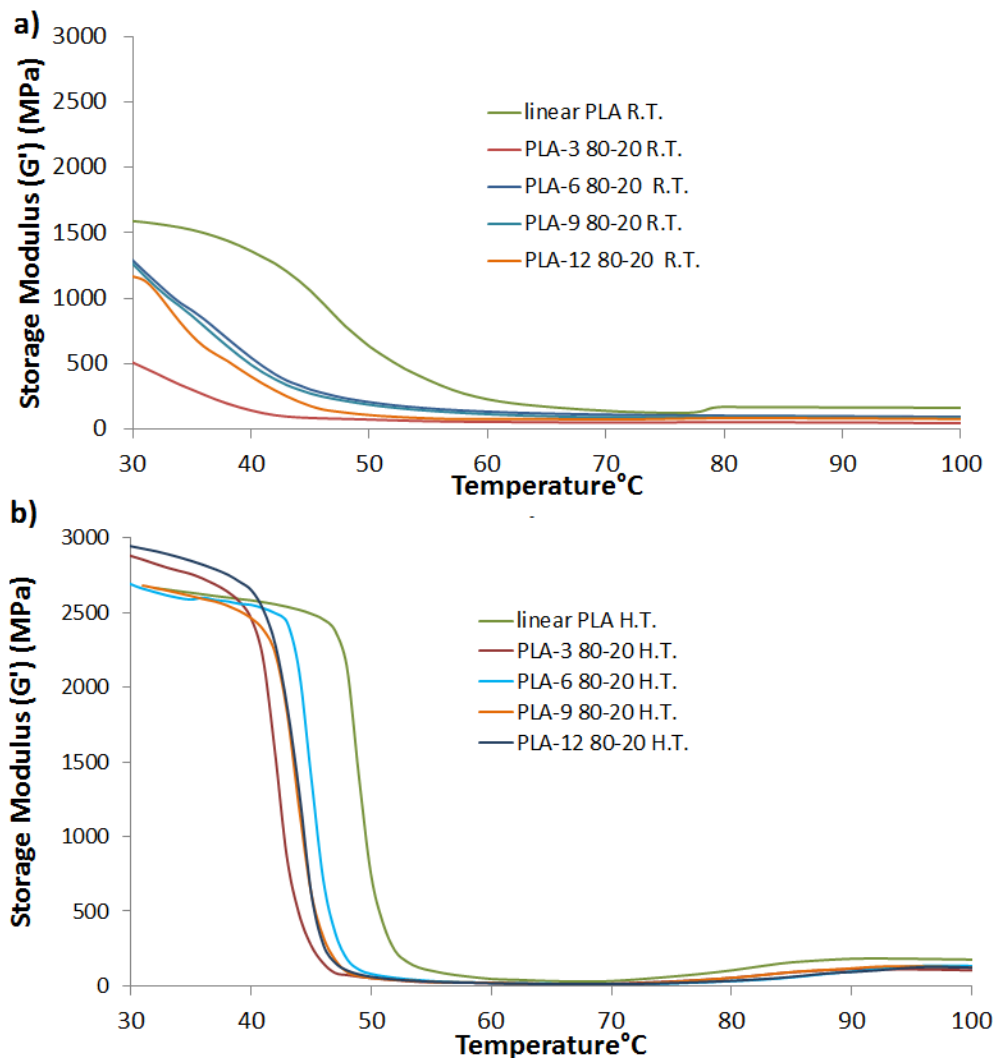 a)
Storage Modulus (G') (MPa)
3000
2500
2000
1500
1000
500
0
linear PLA R.T.
PLA-3 80-20 R.T.
PLA-6 80-20 R.T.
PLA-9 80-20 R.T.
PLA-12 80-20 R.T.
30 40 50 60 70 80 90 100
Temperature°C
b)
Storage Modulus (G') (MPa)
3000
2500
2000
1500
1000
500
0
linear PLA H.T.
PLA-3 80-20 H.T.
PLA-6 80-20 H.T.
PLA-9 80-20 H.T.
PLA-12 80-20 H.T.
30 40 50 60 70 80 90 100
Temperature°C